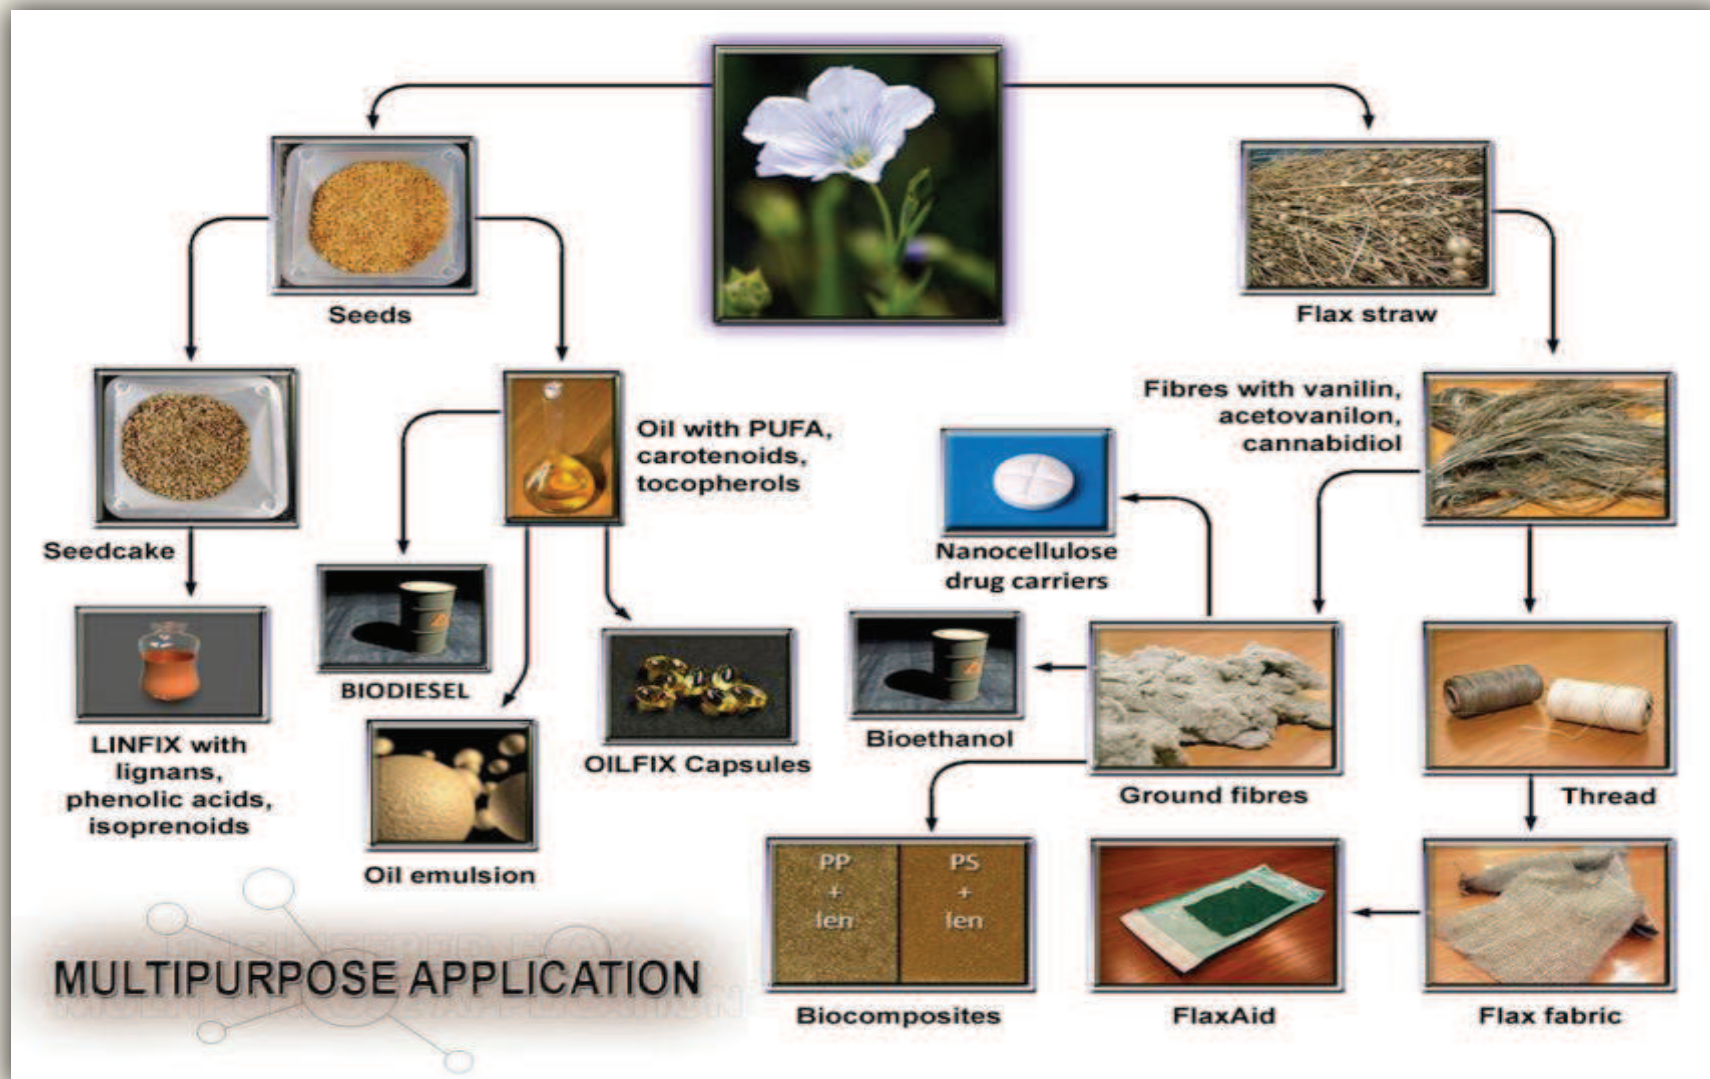 Seeds
Flax straw
Fibres with vanilin,
acetovanilon,
cannabidiol
Oil with PUFA,
carotenoids,
tocopherols
Seedcake
Nanocellulose
drug carriers
BIODIESEL
LINFIX with
lignans,
phenolic acids,
isoprenoids
OILFIX Capsules
Bioethanol
Ground fibres
Thread
Oil emulsion
PP
+
len
PS
+
len
MULTIPURPOSE APPLICATION
Biocomposites
FlaxAid
Flax fabric